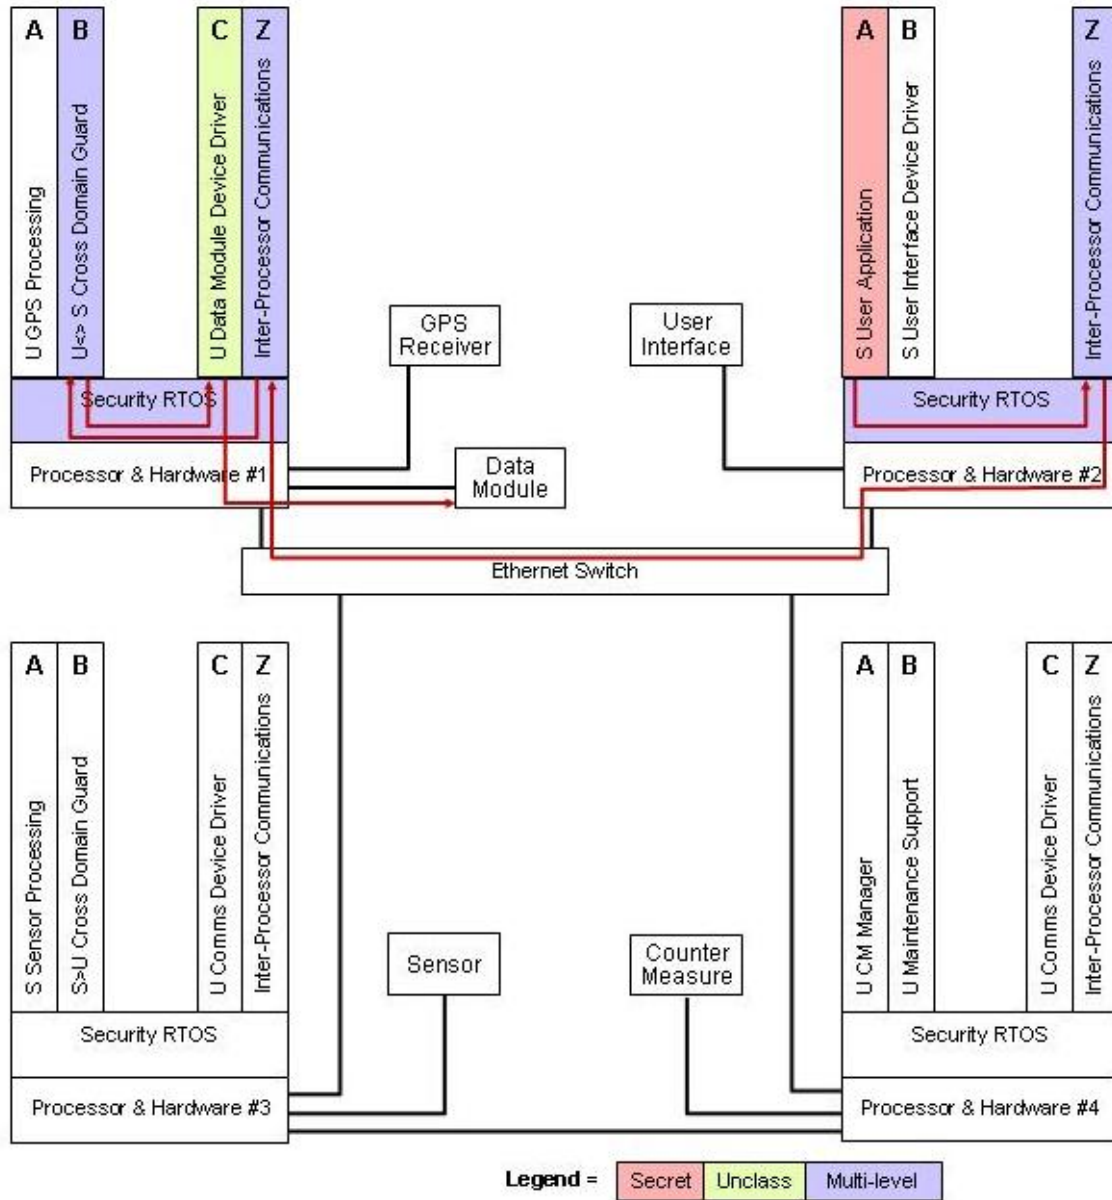 A B C Z
U GPS Processing
U<> S Cross Domain Guard
U Data Module Device Driver
Inter-Processor Communications
Security RTOS
Processor & Hardware #1
A B Z
S User Application
S User Interface Device Driver
Inter-Processor Communications
Security RTOS
Processor & Hardware #2
GPS
Receiver
User
Interface
Data
Module
Ethernet Switch
A B C Z
S Sensor Processing
S>U Cross Domain Guard
U Comms Device Driver
Inter-Processor Communications
Security RTOS
Processor & Hardware #3
A B C Z
U CM Manager
U Maintenance Support
U Comms Device Driver
Inter-Processor Communications
Security RTOS
Processor & Hardware #4
Sensor
Counter
Measure
Legend = Secret Unclass Multi-level